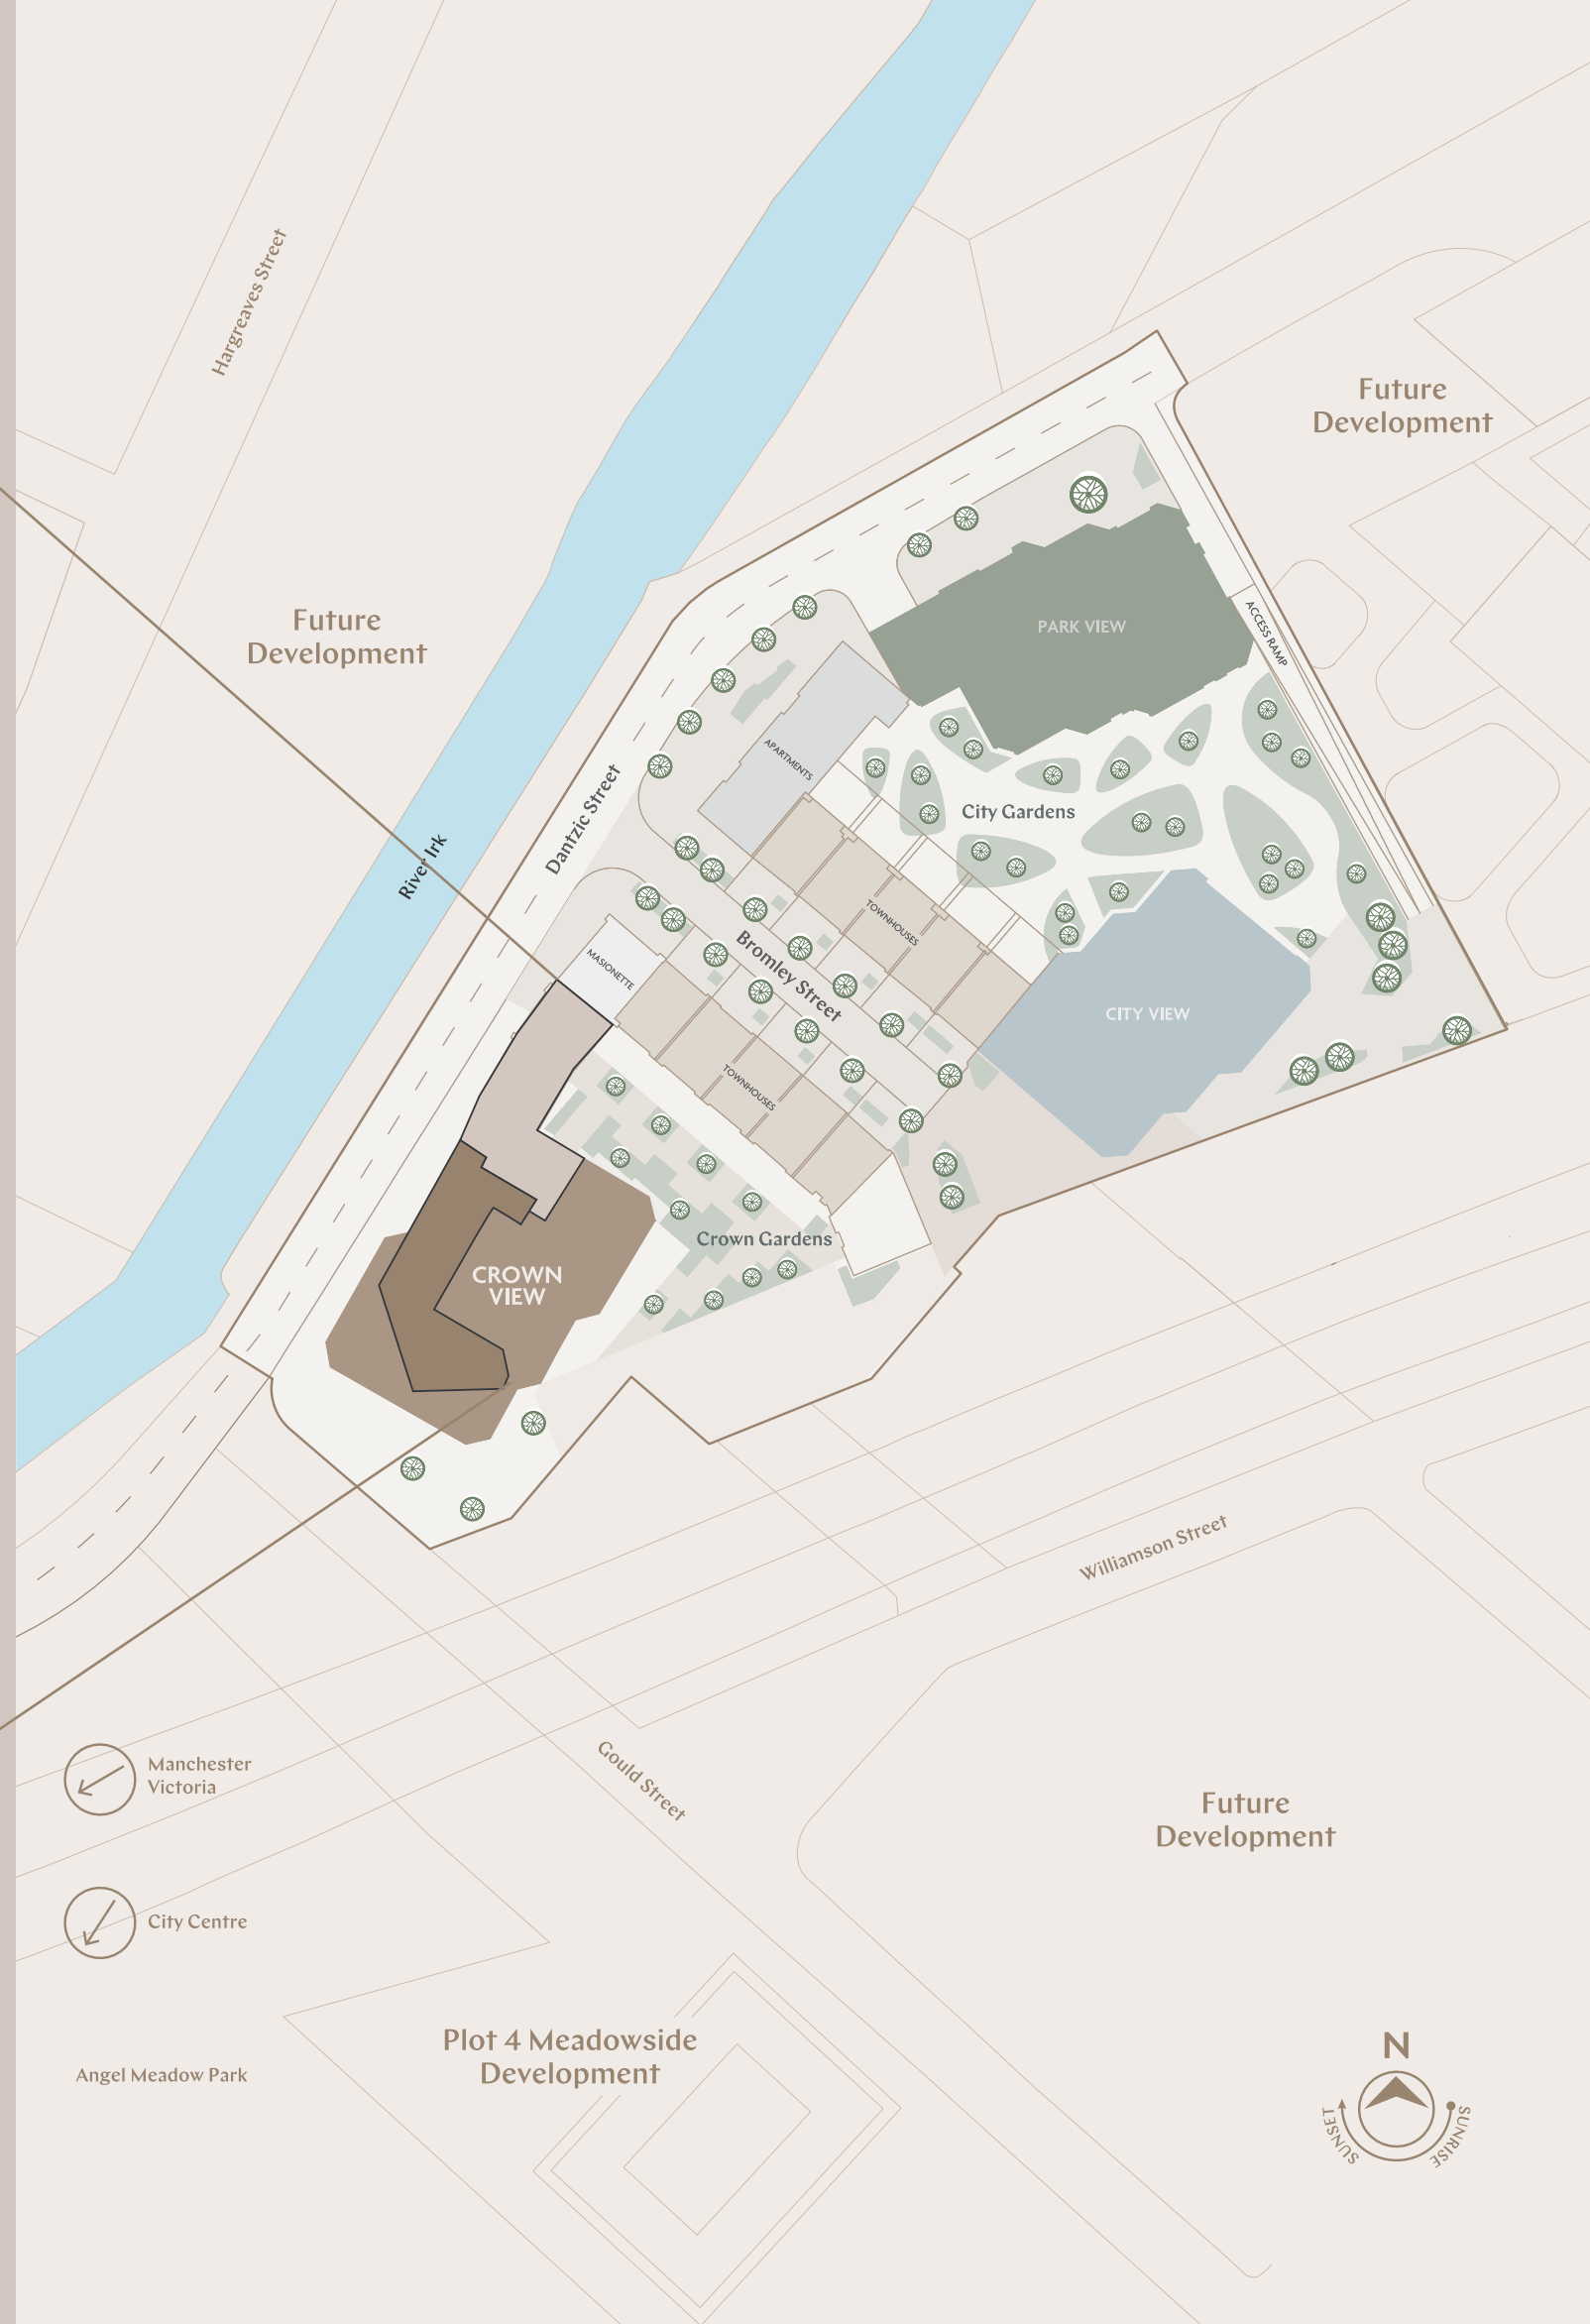 Hargreaves Street
Future
Development
Future
Development
PARK VIEW
ACCESS RAMP
APARTMENTS
Dantzic Street
City Gardens
River Irk
TOWNHOUSES
Bromley Street
MASIONETTE
CITY VIEW
TOWNHOUSES
Crown Gardens
CROWN
VIEW
Williamson Street
Manchester
Victoria
Gould Street
Future
Development
City Centre
Plot 4 Meadowside
Development
Angel Meadow Park
N
SUNSET
SUNRISE